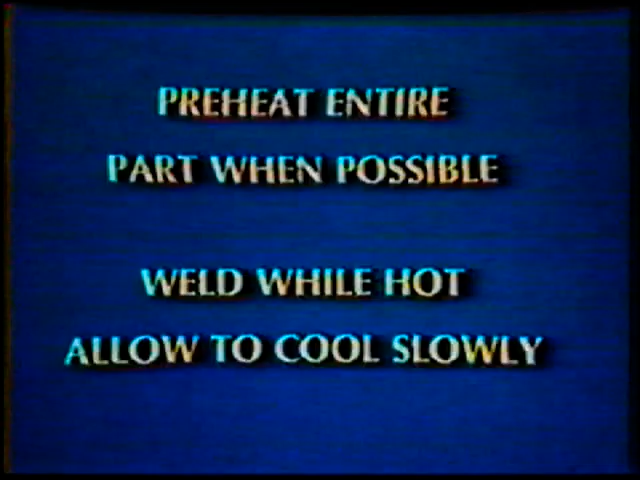 PREHEAT ENTIRE
PART WHEN POSSIBLE
WELD WHILE HOT
ALLOW TO COOL SLOWLY